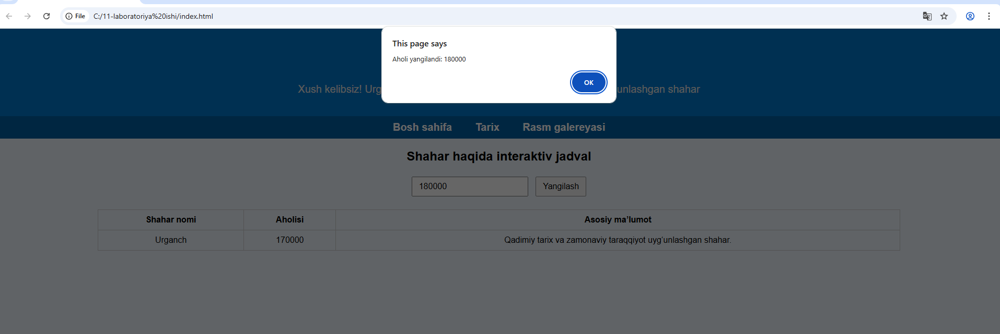 File C:/11-laboratoriya%20ishi/index.html
This page says
Aholi yangilandi: 180000
OK
Xush kelibsiz! Urg unlashgan shahar
Bosh sahifa Tarix Rasm galereyasi
Shahar haqida interaktiv jadval
180000 Yangilash
Shahar nomi Aholisi Asosiy ma’lumot
Urganch 170000 Qadimiy tarix va zamonaviy taraqqiyot uyg‘unlashgan shahar.